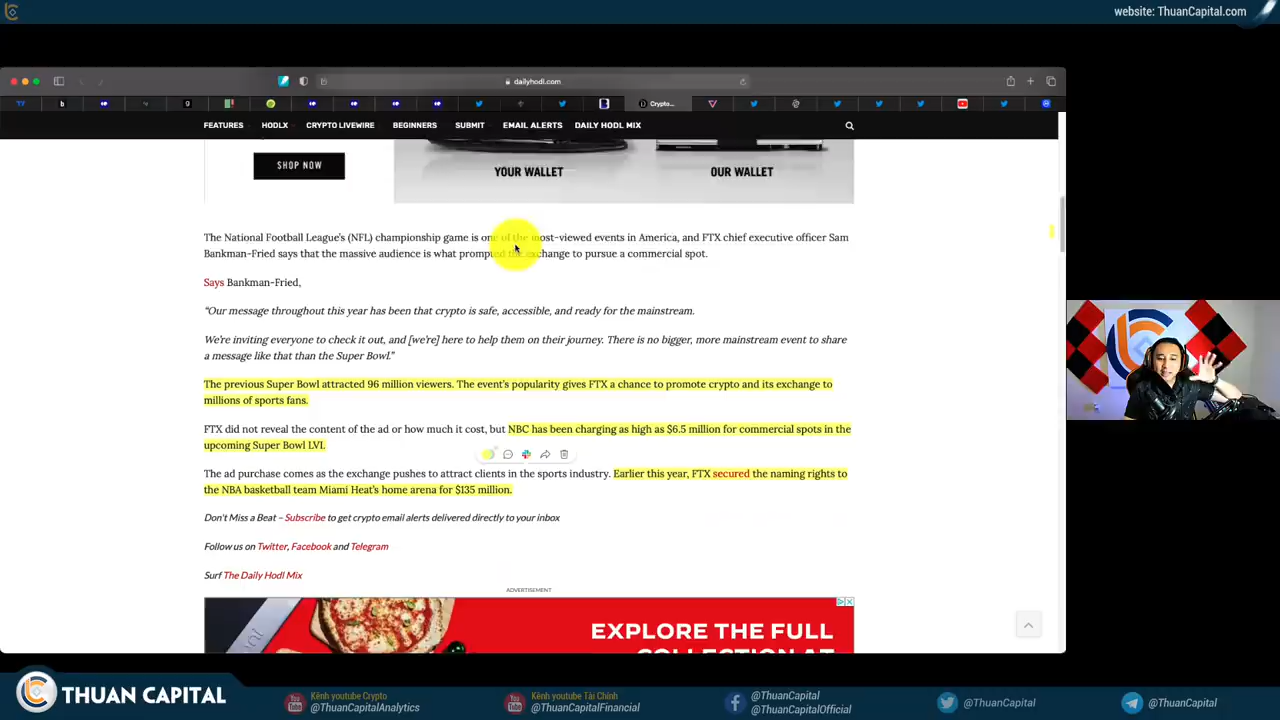 website: ThuanCapital.com
dailyhodl.com
Crypto...
FEATURES
HODLX
CRYPTO LIVEWIRE
BEGINNERS
SUBMIT
EMAIL ALERTS
DAILY HODL MIX
SHOP NOW
YOUR WALLET
OUR WALLET
The National Football League's (NFL) championship game is one of the most-viewed events in America, and FTX chief executive officer Sam
Bankman-Fried says that the massive audience is what prompted the exchange to pursue a commercial spot.
Says Bankman-Fried,
“Our message throughout this year has been that crypto is safe, accessible, and ready for the mainstream.
We're inviting everyone to check it out, and [we're] here to help them on their journey. There is no bigger, more mainstream event to share
a message like that than the Super Bowl.”
The previous Super Bowl attracted 96 million viewers. The event's popularity gives FTX a chance to promote crypto and its exchange to
millions of sports fans.
FTX did not reveal the content of the ad or how much it cost, but NBC has been charging as high as $6.5 million for commercial spots in the
upcoming Super Bowl LVI.
The ad purchase comes as the exchange pushes to attract clients in the sports industry. Earlier this year, FTX secured the naming rights to
the NBA basketball team Miami Heat's home arena for $135 million.
Don't Miss a Beat – Subscribe to get crypto email alerts delivered directly to your inbox
Follow us on Twitter, Facebook and Telegram
Surf The Daily Hodl Mix
ADVERTISEMENT
EXPLORE THE FULL
COLLECTION AT
THUAN CAPITAL
Kênh youtube Crypto
@ThuanCapitalAnalytics
Kênh youtube Tài Chính
@ThuanCapitalFinancial
@ThuanCapital
@ThuanCapitalOfficial
@ThuanCapital
@ThuanCapital